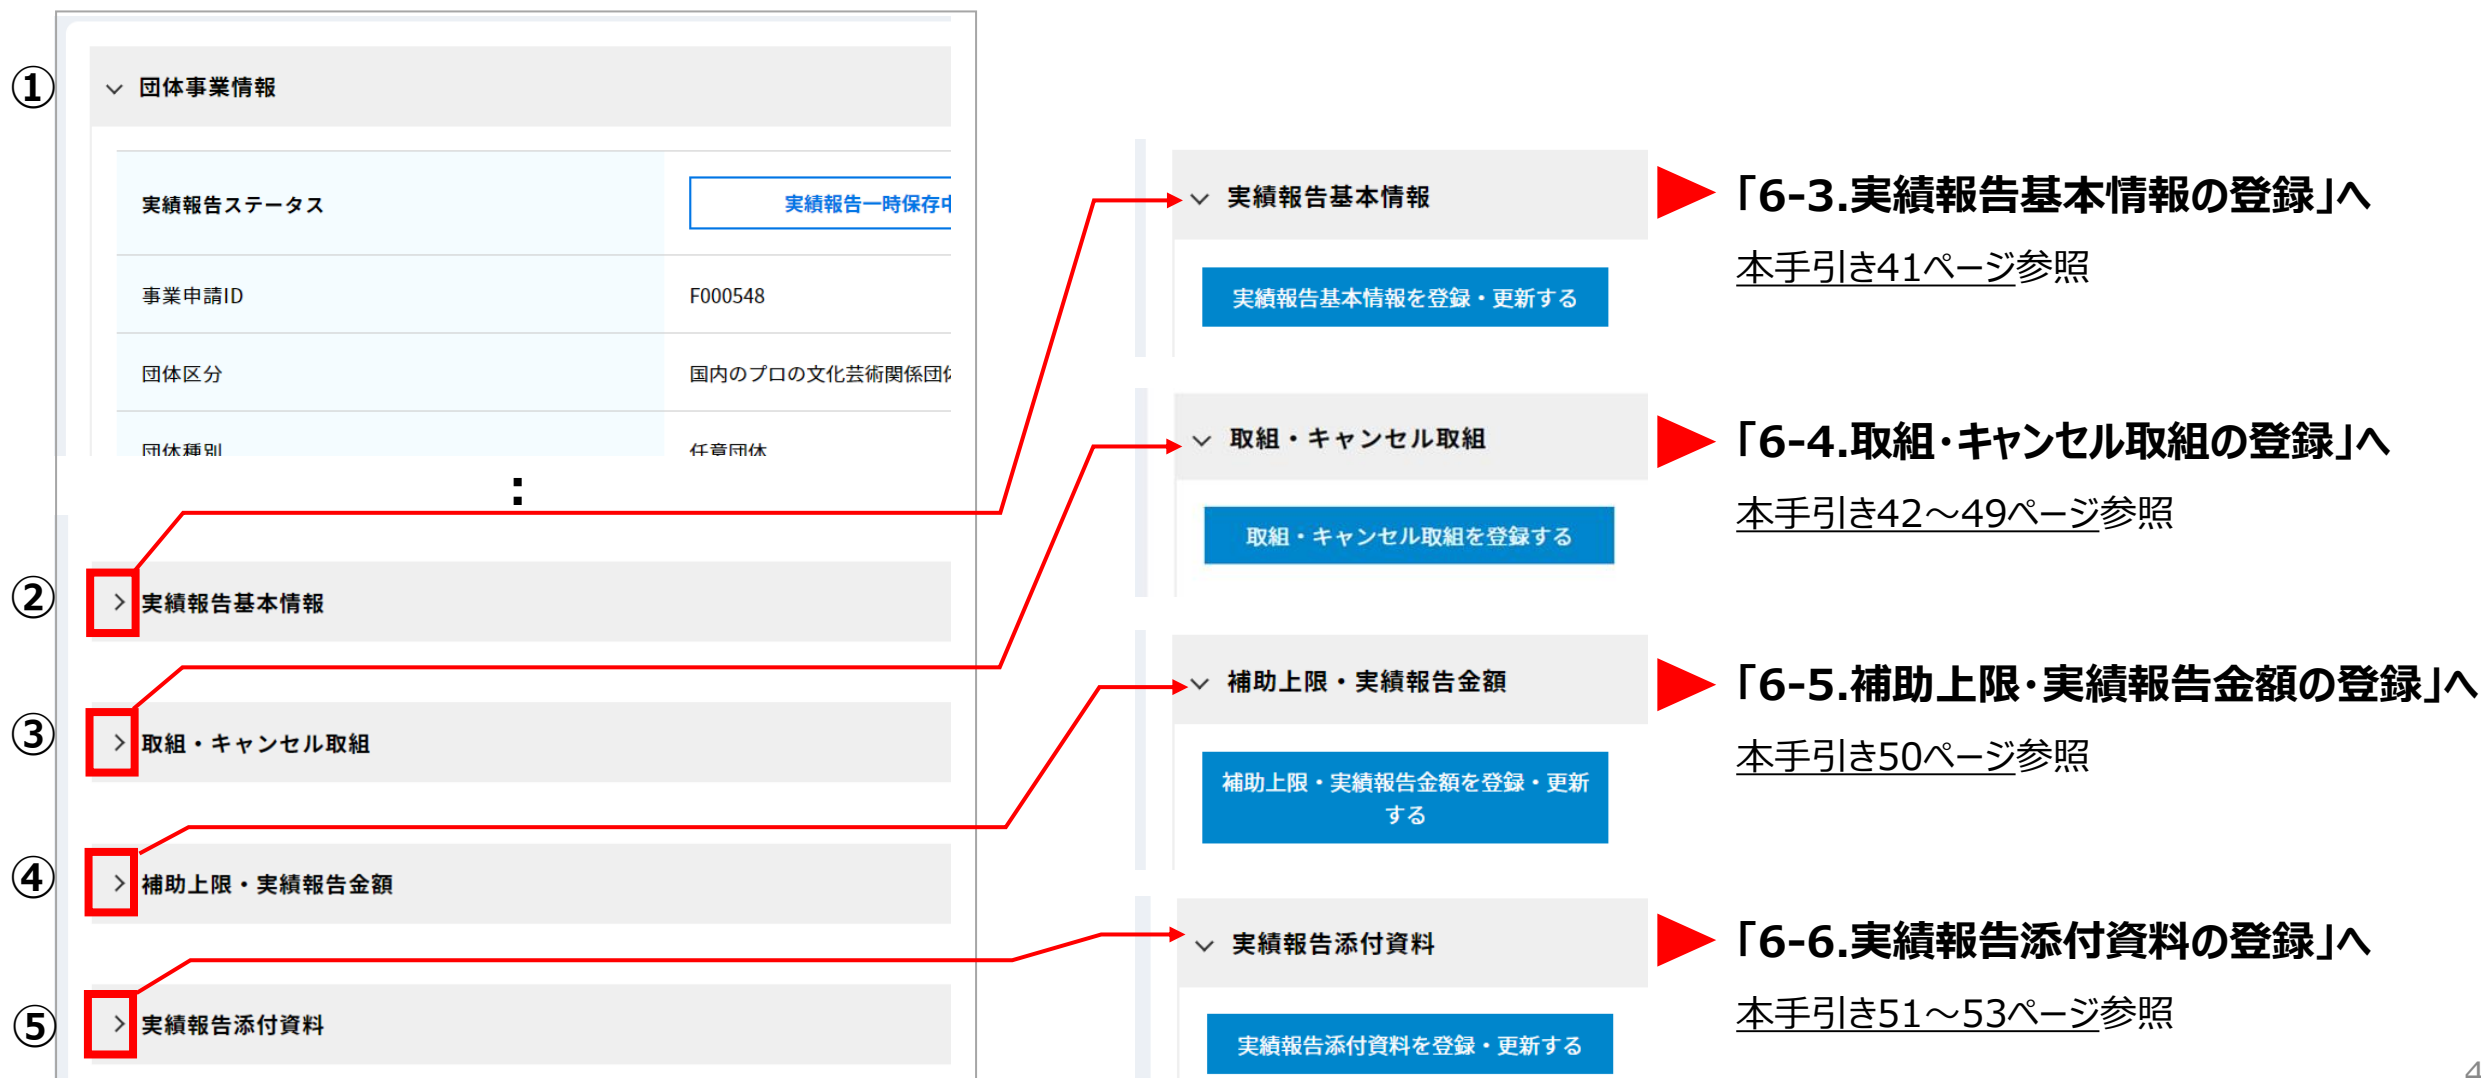 ①
団体事業情報
実績報告ステータス
実績報告一時保存中
事業申請ID
F000548
団体区分
国内のプロの文化芸術関係団体
団体種別
任意団体
:
②
実績報告基本情報
③
取組・キャンセル取組
④
補助上限・実績報告金額
⑤
実績報告添付資料
実績報告基本情報
実績報告基本情報を登録・更新する
「6-3.実績報告基本情報の登録」へ
本手引き41ページ参照
取組・キャンセル取組
取組・キャンセル取組を登録する
「6-4.取組・キャンセル取組の登録」へ
本手引き42～49ページ参照
補助上限・実績報告金額
補助上限・実績報告金額を登録・更新
する
「6-5.補助上限・実績報告金額の登録」へ
本手引き50ページ参照
実績報告添付資料
実績報告添付資料を登録・更新する
「6-6.実績報告添付資料の登録」へ
本手引き51～53ページ参照